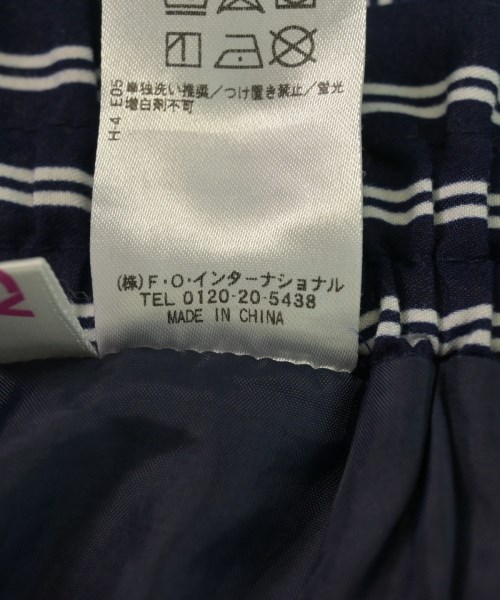 単独洗い推奨/つけ置き禁止/蛍光
増白剤不可
H-4 E05
(株)F・O・インターナショナル
TEL 0120-20-5438
MADE IN CHINA